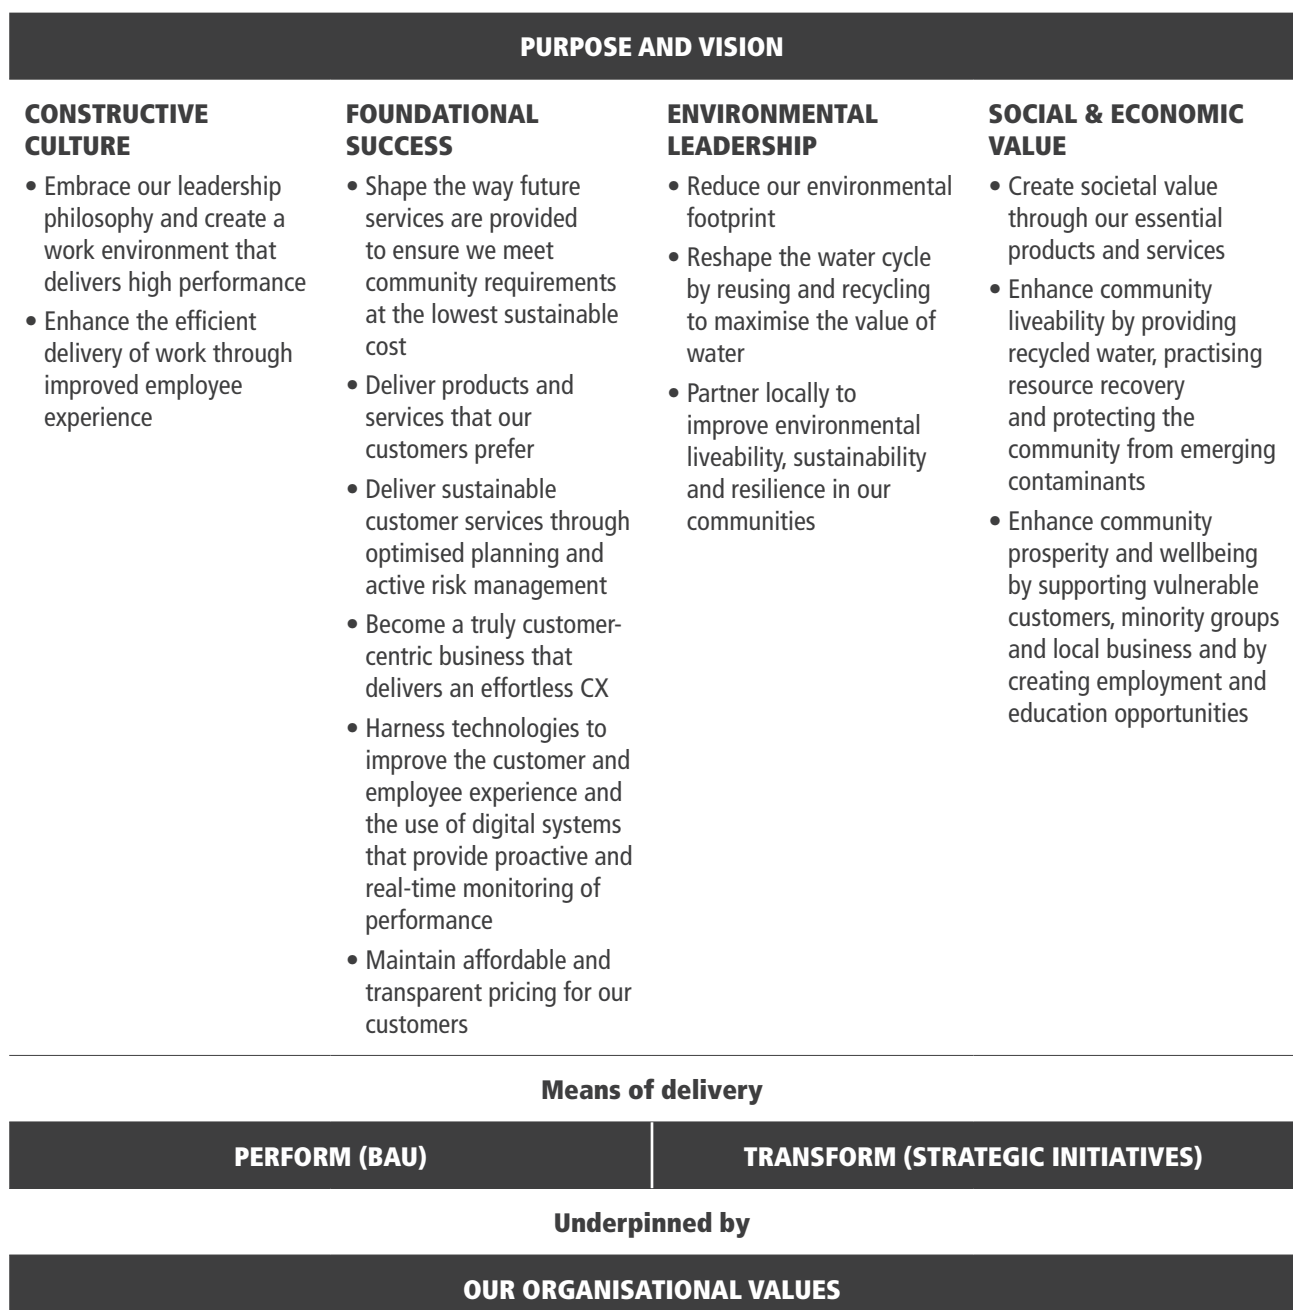 PURPOSE AND VISION
CONSTRUCTIVE
CULTURE
• Embrace our leadership
philosophy and create a
work environment that
delivers high performance
• Enhance the efficient
delivery of work through
improved employee
experience
FOUNDATIONAL
SUCCESS
• Shape the way future
services are provided
to ensure we meet
community requirements
at the lowest sustainable
cost
• Deliver products and
services that our
customers prefer
• Deliver sustainable
customer services through
optimised planning and
active risk management
• Become a truly customer-
centric business that
delivers an effortless CX
• Harness technologies to
improve the customer and
employee experience and
the use of digital systems
that provide proactive and
real-time monitoring of
performance
• Maintain affordable and
transparent pricing for our
customers
ENVIRONMENTAL
LEADERSHIP
• Reduce our environmental
footprint
• Reshape the water cycle
by reusing and recycling
to maximise the value of
water
• Partner locally to
improve environmental
liveability, sustainability
and resilience in our
communities
SOCIAL & ECONOMIC
VALUE
• Create societal value
through our essential
products and services
• Enhance community
liveability by providing
recycled water, practising
resource recovery
and protecting the
community from emerging
contaminants
• Enhance community
prosperity and wellbeing
by supporting vulnerable
customers, minority groups
and local business and by
creating employment and
education opportunities
Means of delivery
PERFORM (BAU)
TRANSFORM (STRATEGIC INITIATIVES)
Underpinned by
OUR ORGANISATIONAL VALUES